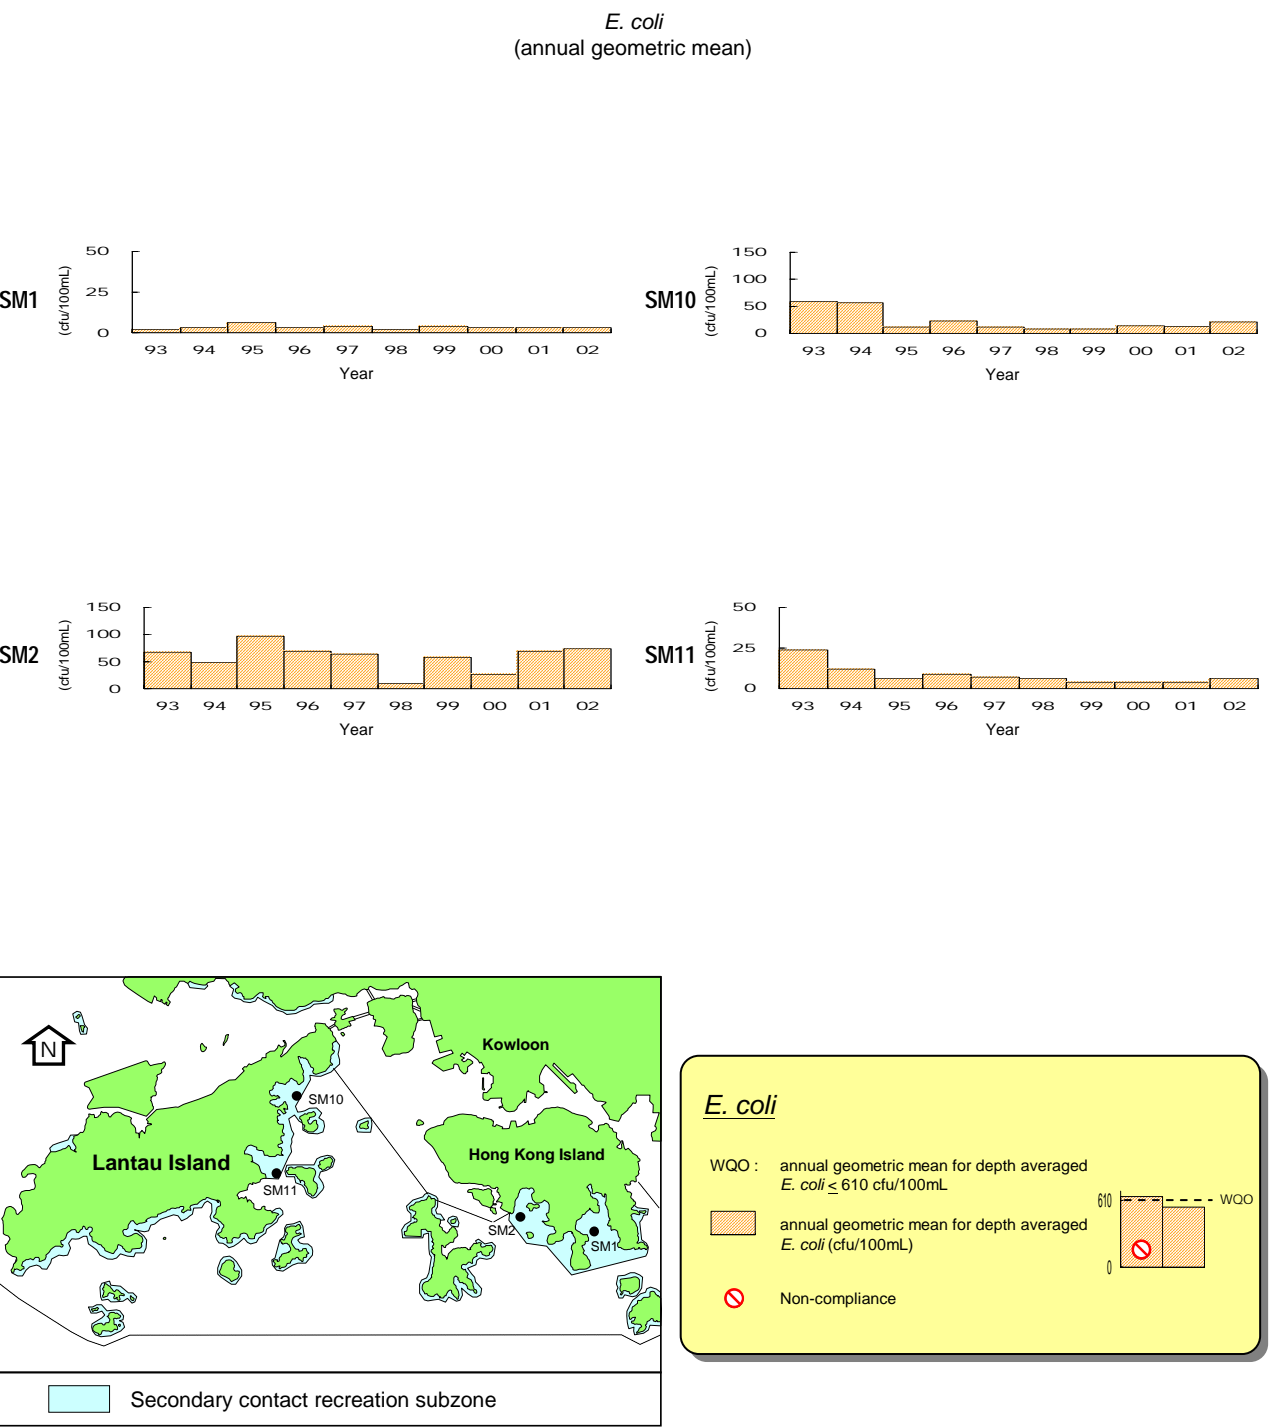 E. coli
(annual geometric mean)
SM1
(cfu/100mL)
50
25
0
93 94 95 96 97 98 99 00 01 02
Year
SM10
(cfu/100mL)
150
100
50
0
93 94 95 96 97 98 99 00 01 02
Year
SM2
(cfu/100mL)
150
100
50
0
93 94 95 96 97 98 99 00 01 02
Year
SM11
(cfu/100mL)
50
25
0
93 94 95 96 97 98 99 00 01 02
Year
N
Kowloon
SM10
Lantau Island
Hong Kong Island
SM11
SM2
SM1
Secondary contact recreation subzone
E. coli
WQO : annual geometric mean for depth averaged
E. coli ≤ 610 cfu/100mL
annual geometric mean for depth averaged
E. coli (cfu/100mL)
Non-compliance
610
WQO
0